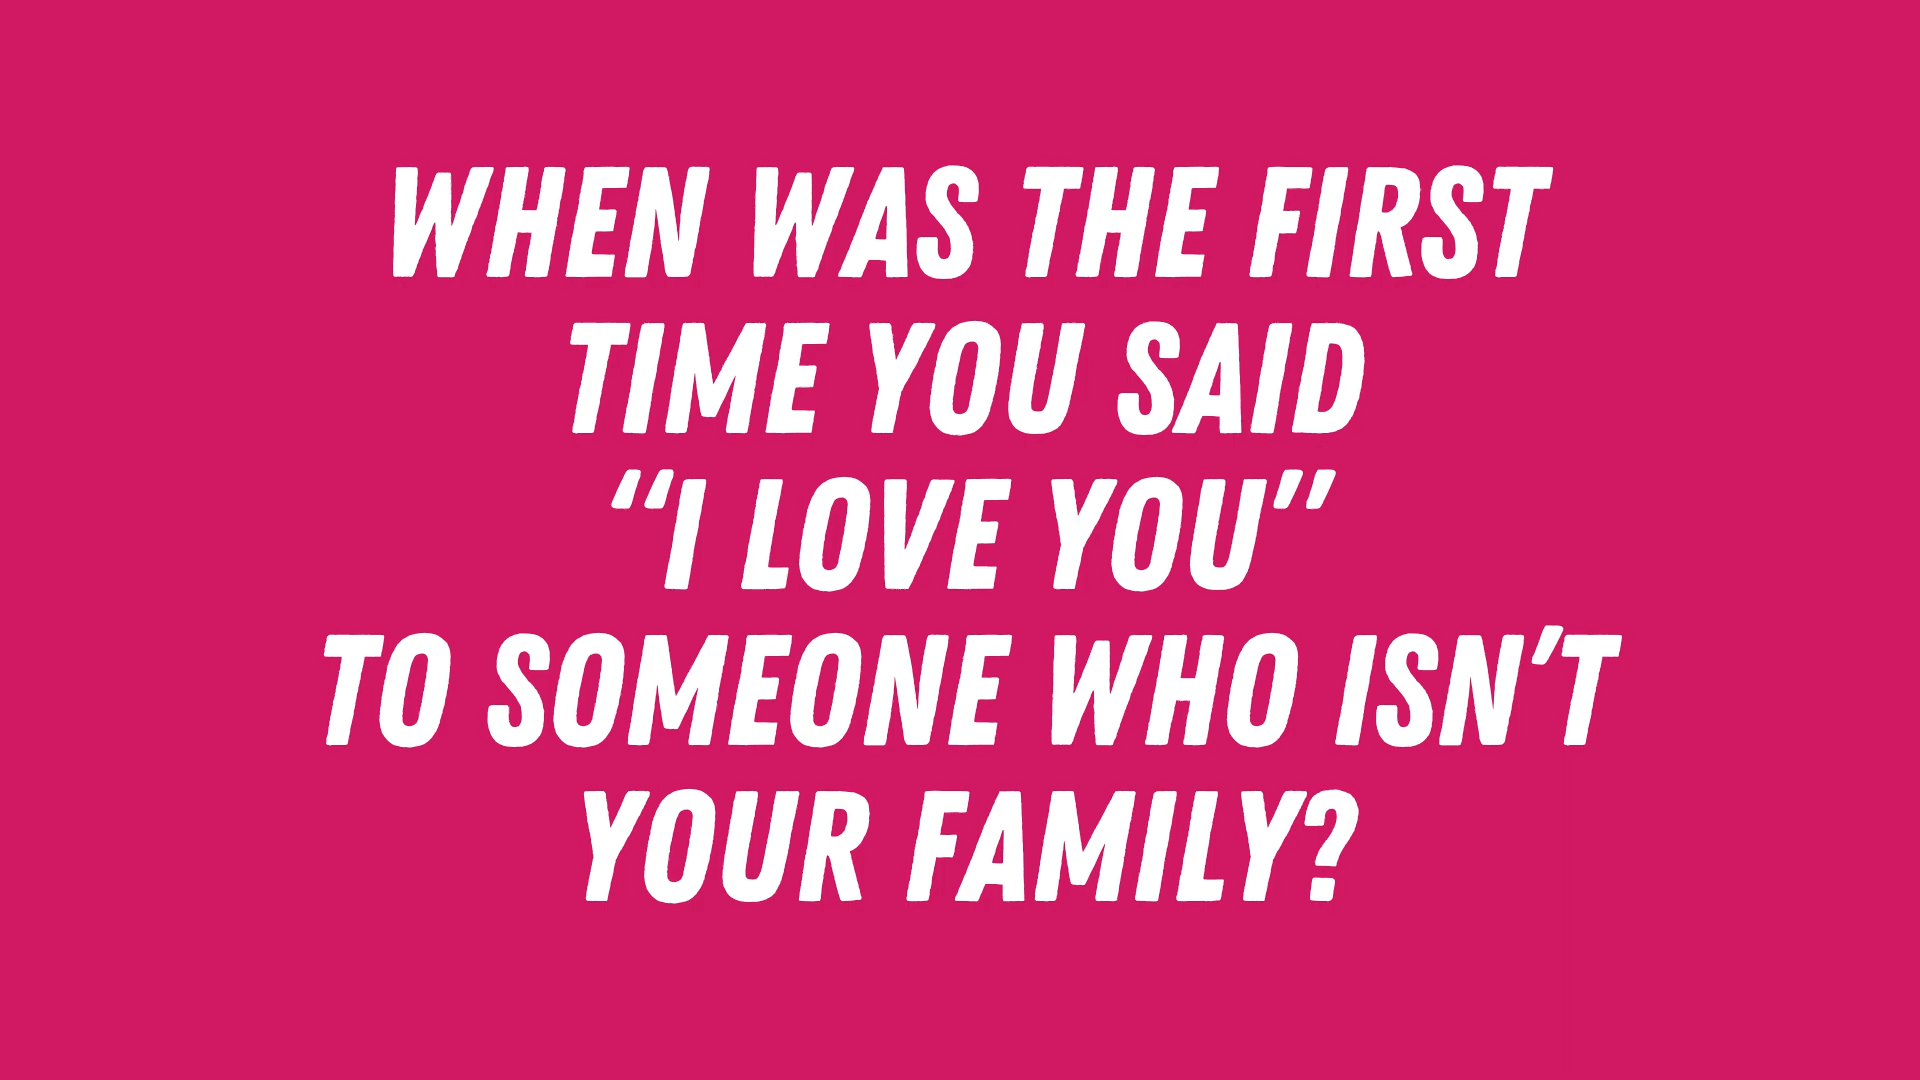 WHEN WAS THE FIRST
TIME YOU SAID
“I LOVE YOU”
TO SOMEONE WHO ISN’T
YOUR FAMILY?